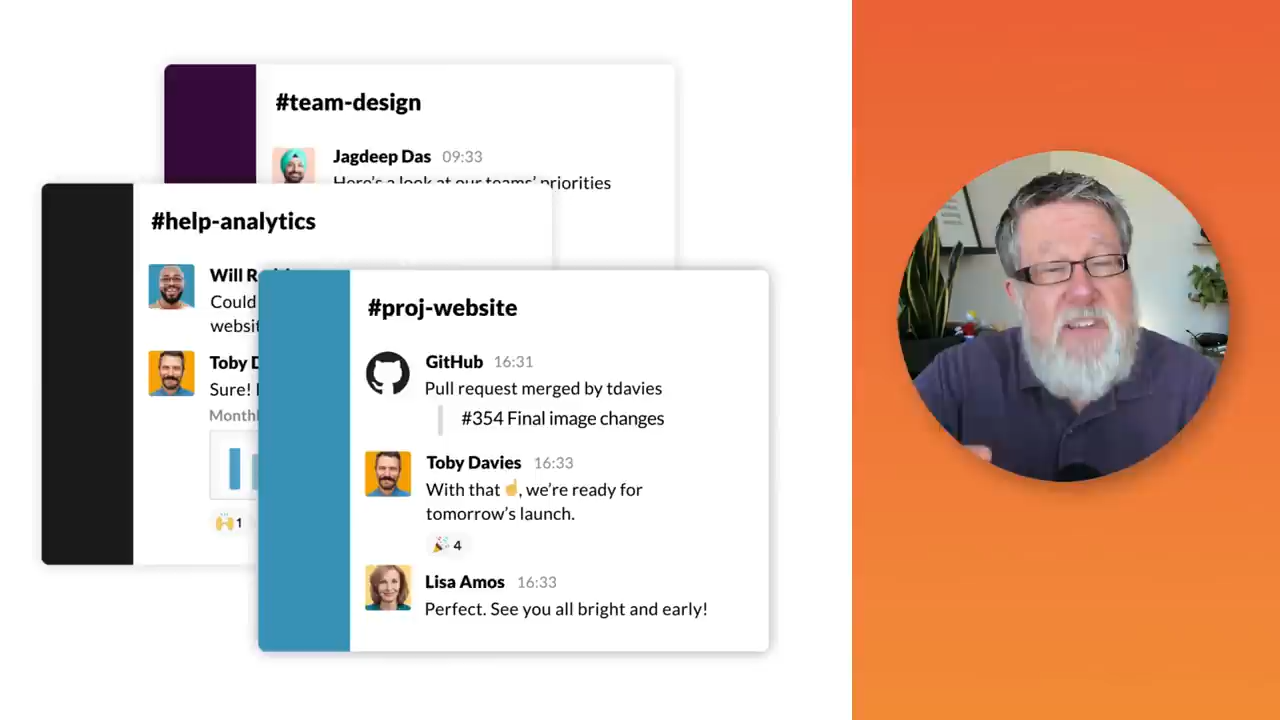 #team-design
Jagdeep Das 09:33
Here's a look at our teams' priorities
#help-analytics
Will
Could
Toby
Sure!
#proj-website
GitHub 16:31
Pull request merged by tdavies
#354 Final image changes
Toby Davies 16:33
With that ☝️, we're ready for
tomorrow's launch.
🎉 4
Lisa Amos 16:33
Perfect. See you all bright and early!
🙌 1